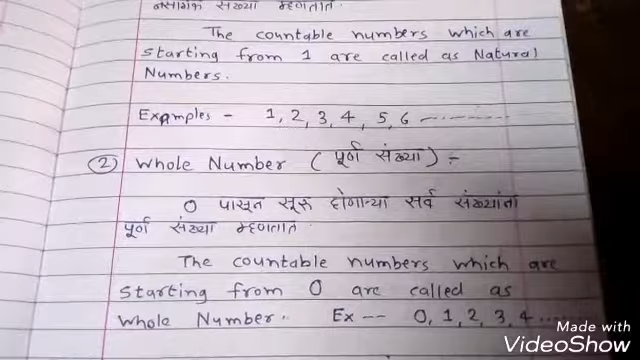 नैसर्गिक संख्या म्हणतात.
The countable numbers which are
starting from 1 are called as Natural
Numbers.
Examples - 1, 2, 3, 4, 5, 6 ----------
② Whole Number ( पूर्ण संख्या ) :-
0 पासून सूरू होणाऱ्या सर्व संख्यांना
पूर्ण संख्या म्हणतात.
The countable numbers which are
starting from 0 are called as
Whole Number. Ex -- 0, 1, 2, 3, 4 ......
Made with
VideoShow